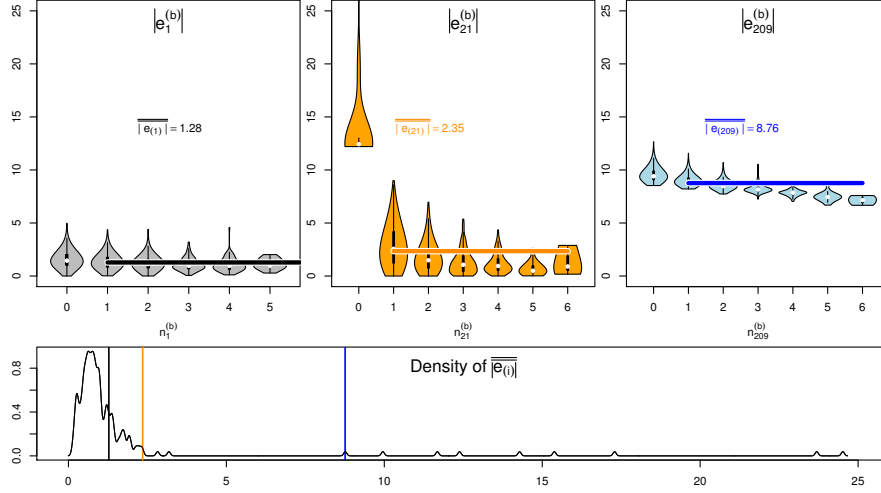 |e₁⁽ᵇ⁾|
0 5 10 15 20 25
|e₍₁₎| = 1.28
0 1 2 3 4 5
n₁⁽ᵇ⁾
|e₂₁⁽ᵇ⁾|
0 5 10 15 20 25
|e₍₂₁₎| = 2.35
0 1 2 3 4 5 6
n₂₁⁽ᵇ⁾
|e₂₀₉⁽ᵇ⁾|
0 5 10 15 20 25
|e₍₂₀₉₎| = 8.76
0 1 2 3 4 5 6
n₂₀₉⁽ᵇ⁾
Density of |e₍ᵢ₎|
0.0 0.4 0.8
0 5 10 15 20 25